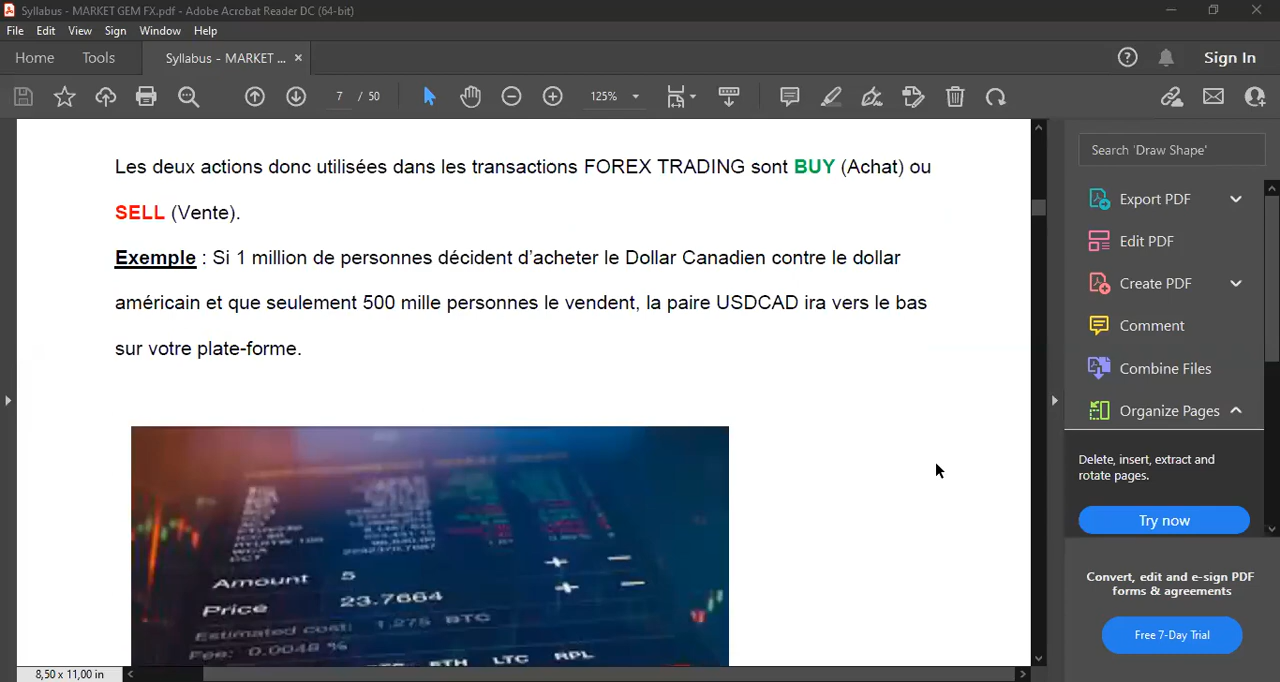 Syllabus - MARKET GEM FX.pdf - Adobe Acrobat Reader DC (64-bit)
File Edit View Sign Window Help
Home Tools Syllabus - MARKET ... × Sign In
7 / 50 125%
Les deux actions donc utilisées dans les transactions FOREX TRADING sont BUY (Achat) ou
SELL (Vente).
Exemple : Si 1 million de personnes décident d'acheter le Dollar Canadien contre le dollar
américain et que seulement 500 mille personnes le vendent, la paire USDCAD ira vers le bas
sur votre plate-forme.
Amount 5
Price 23.7664
Estimated cost: 1.275 BTC
Fee: 0.0048 %
ETH LTC RPL
8,50 x 11,00 in
Search 'Draw Shape'
Export PDF
Edit PDF
Create PDF
Comment
Combine Files
Organize Pages
Delete, insert, extract and
rotate pages.
Try now
Convert, edit and e-sign PDF
forms & agreements
Free 7-Day Trial